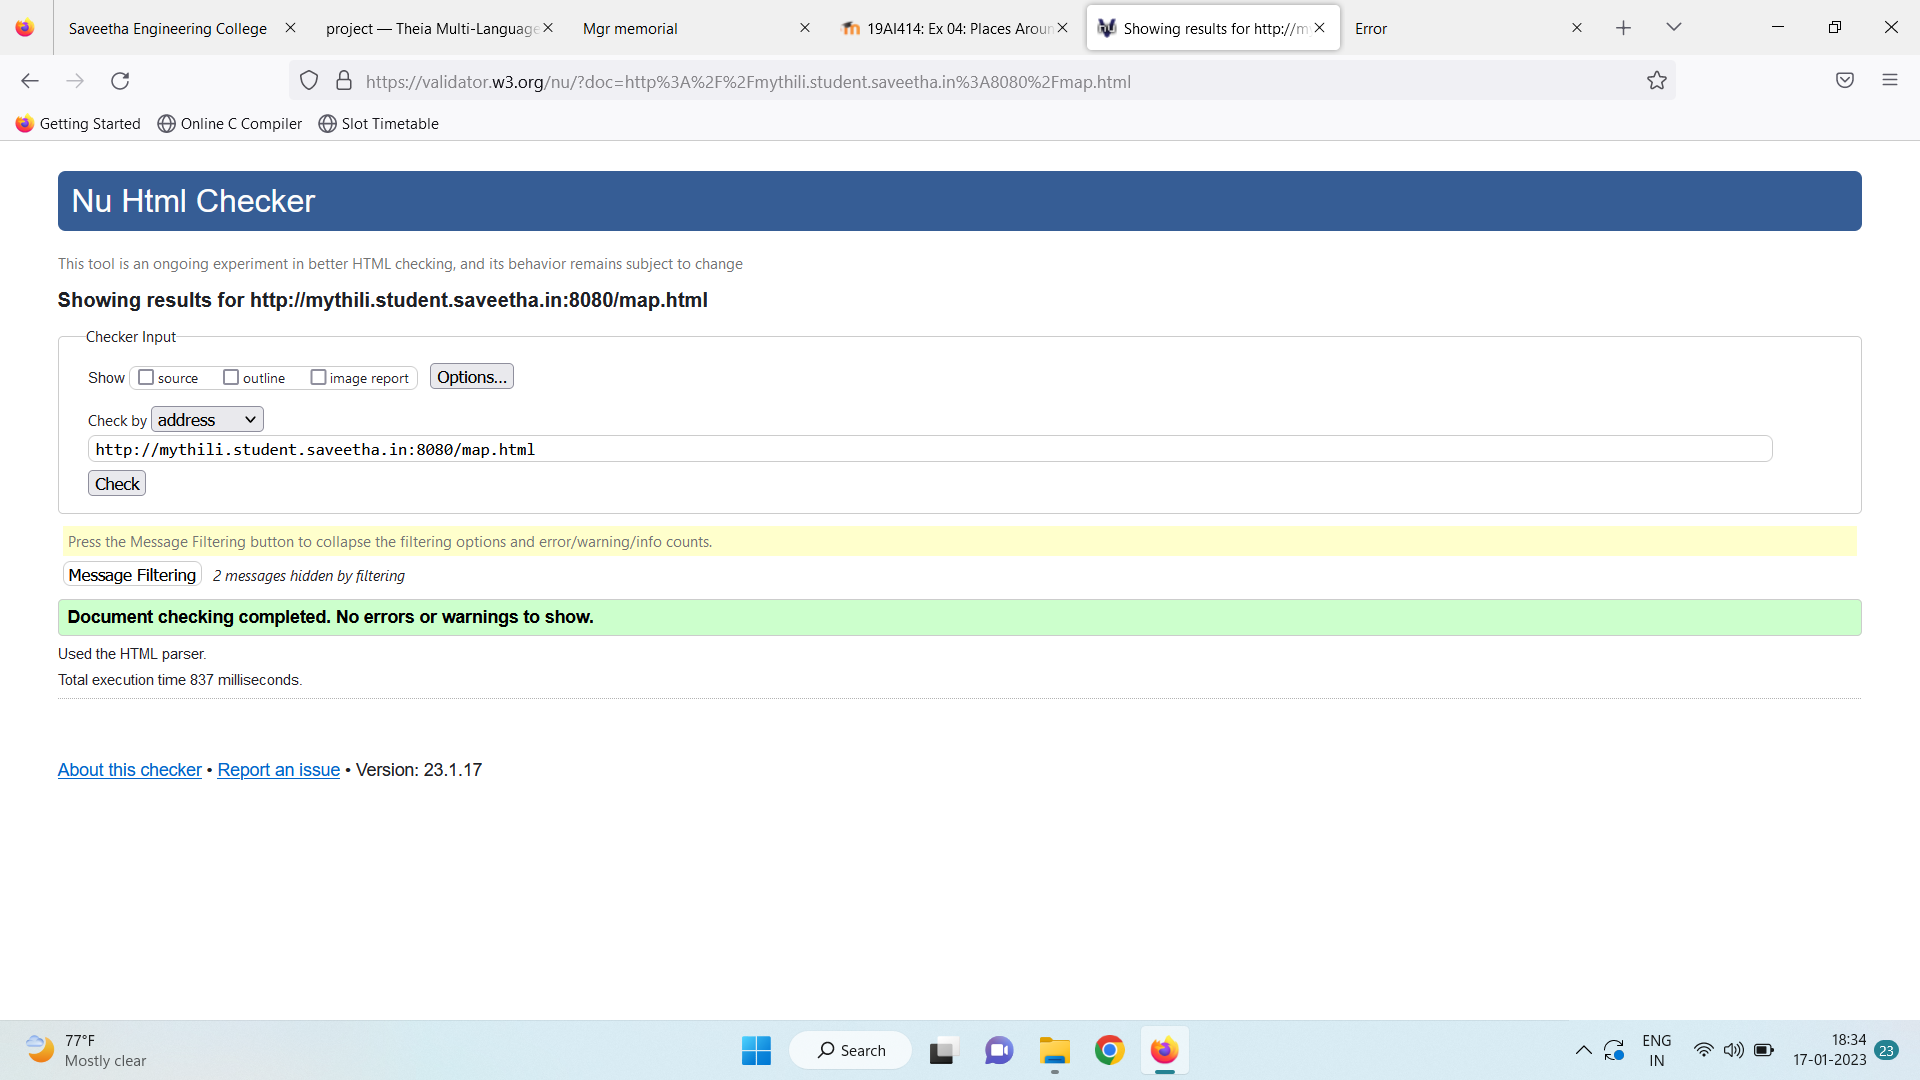 Saveetha Engineering College
project — Theia Multi-Language
Mgr memorial
19AI414: Ex 04: Places Aroun
Showing results for http://m
Error
https://validator.w3.org/nu/?doc=http%3A%2F%2Fmythili.student.saveetha.in%3A8080%2Fmap.html
Getting Started
Online C Compiler
Slot Timetable
Nu Html Checker
This tool is an ongoing experiment in better HTML checking, and its behavior remains subject to change
Showing results for http://mythili.student.saveetha.in:8080/map.html
Checker Input
Show source outline image report Options...
Check by address
http://mythili.student.saveetha.in:8080/map.html
Check
Press the Message Filtering button to collapse the filtering options and error/warning/info counts.
Message Filtering 2 messages hidden by filtering
Document checking completed. No errors or warnings to show.
Used the HTML parser.
Total execution time 837 milliseconds.
About this checker • Report an issue • Version: 23.1.17
77°F
Mostly clear
Search
ENG
IN
18:34
17-01-2023
23